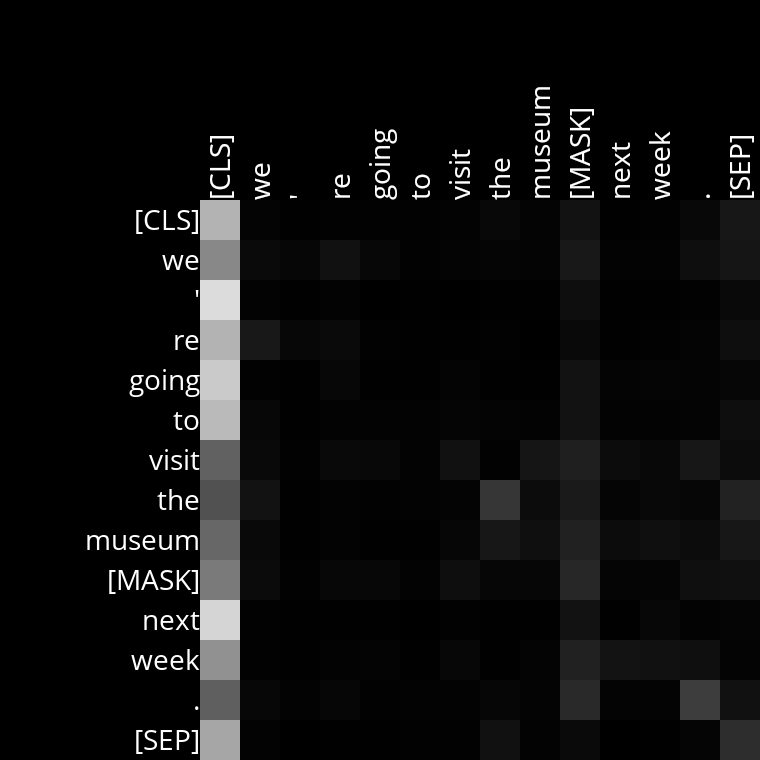 [CLS] we ' re going to visit the museum [MASK] next week . [SEP]
[CLS]
we
'
re
going
to
visit
the
museum
[MASK]
next
week
.
[SEP]